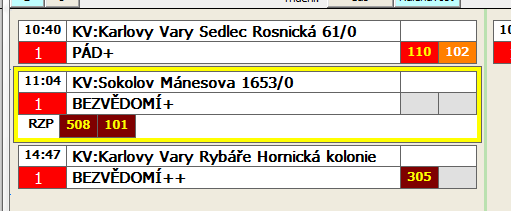 10:40 KV:Karlovy Vary Sedlec Rosnická 61/0
1 PÁD+ 110 102
11:04 KV:Sokolov Mánesova 1653/0
1 BEZVĚDOMÍ+
RZP 508 101
14:47 KV:Karlovy Vary Rybáře Hornická kolonie
1 BEZVĚDOMÍ++ 305